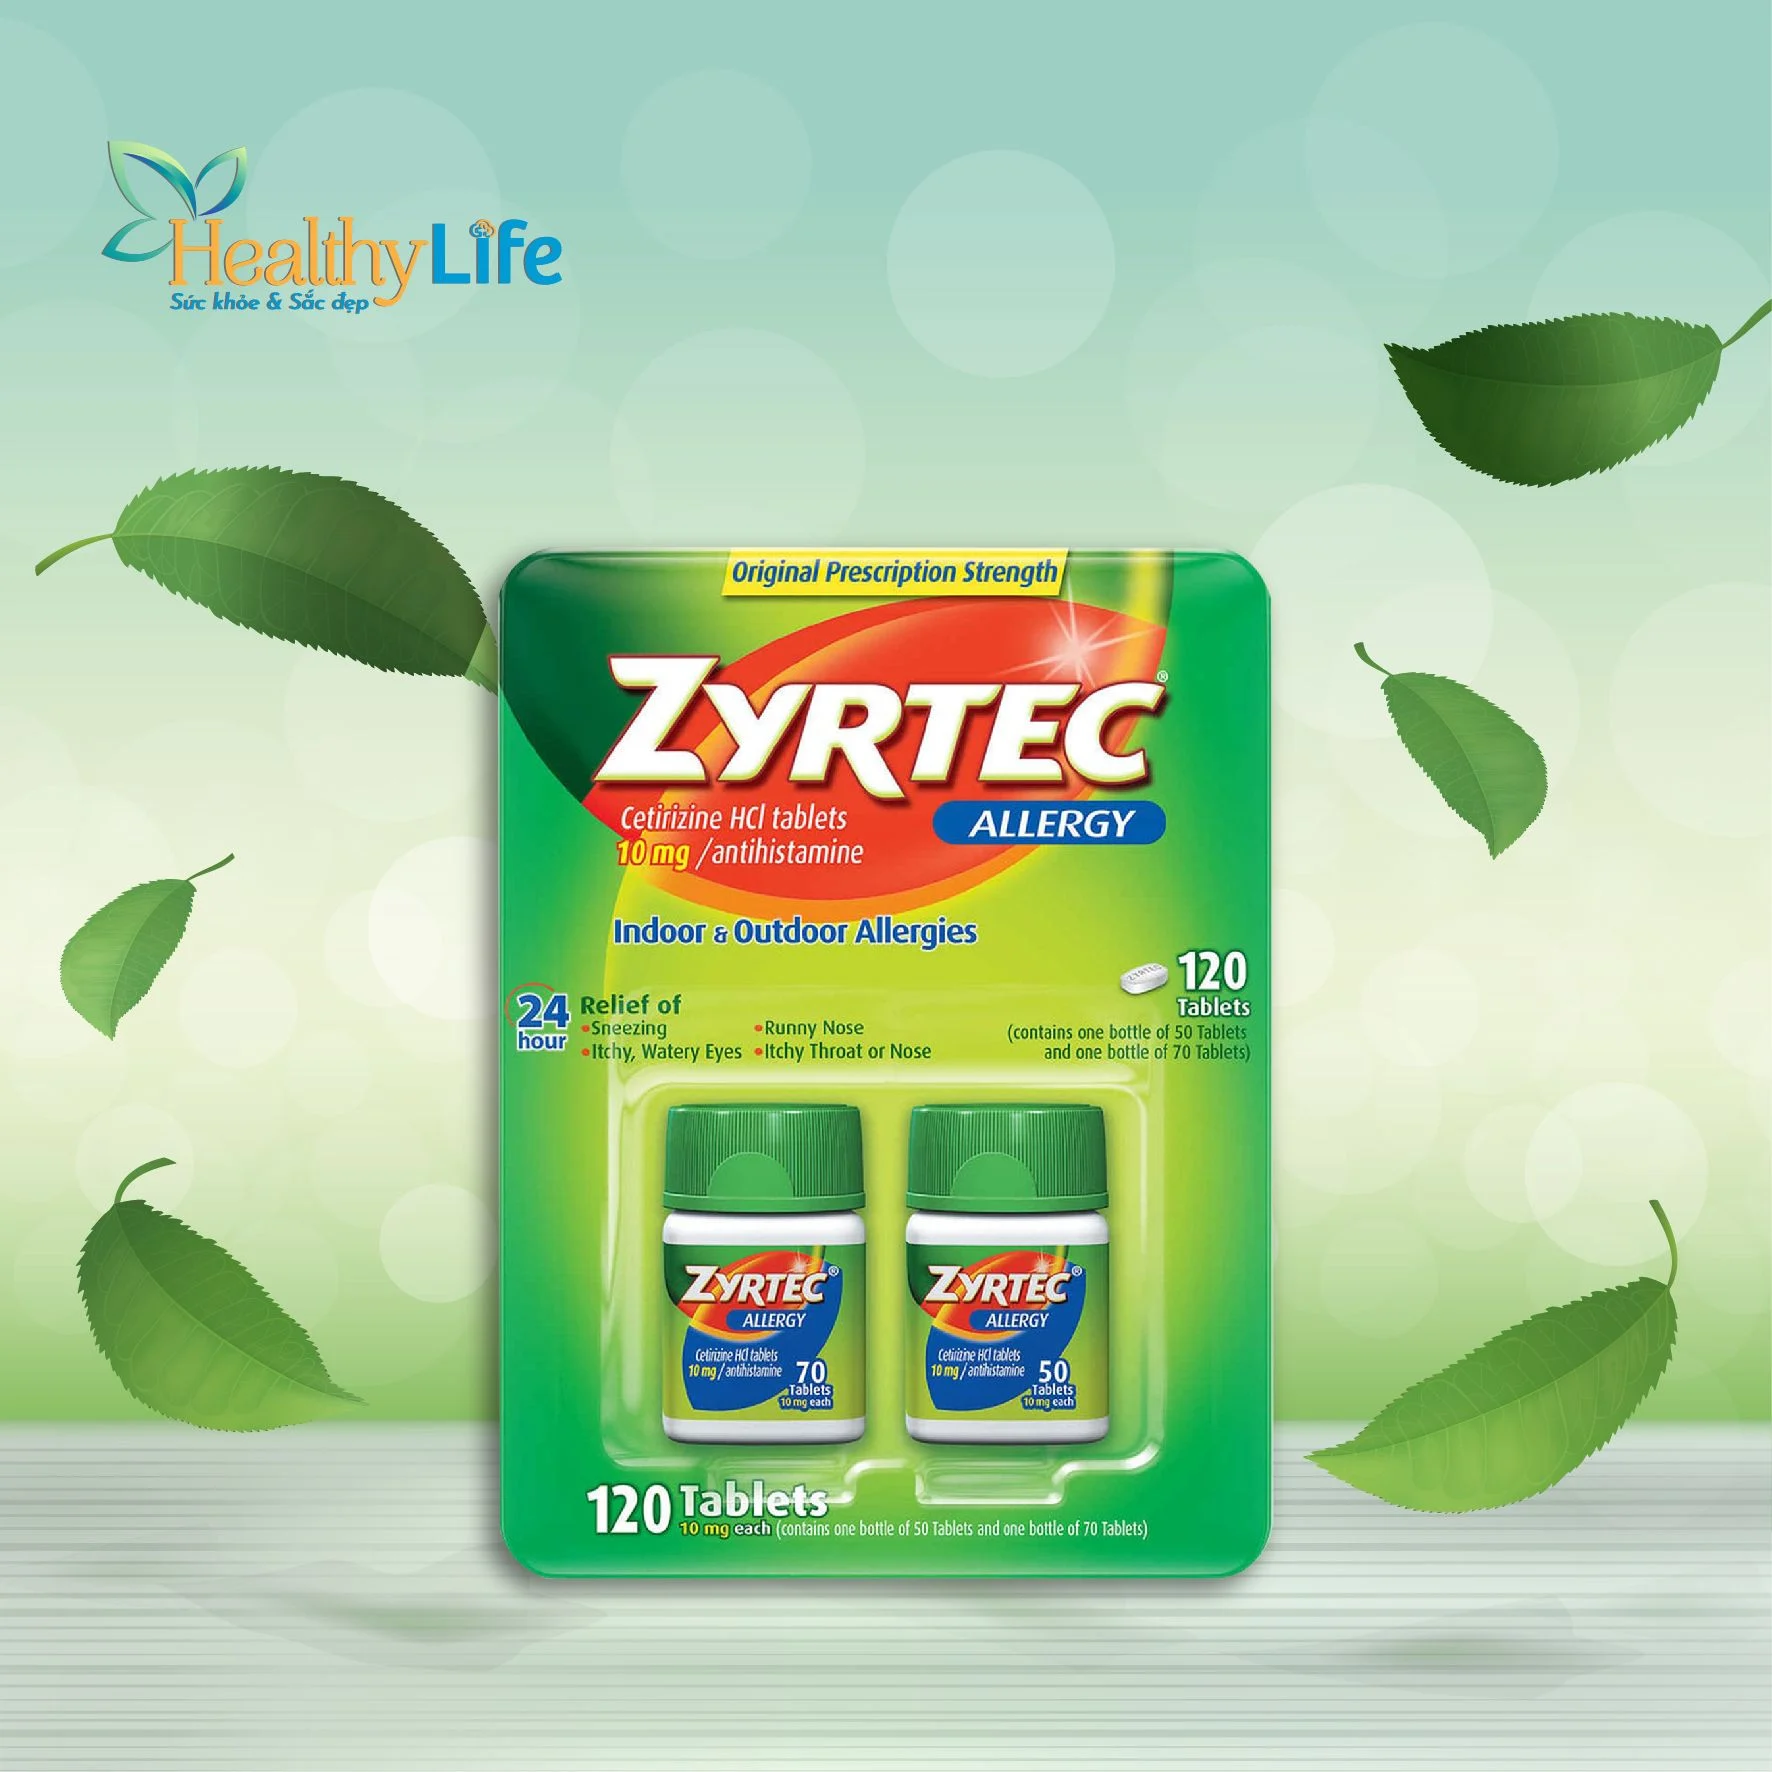 HealthyLife
Sức khỏe & Sắc đẹp
Original Prescription Strength
ZYRTEC®
Cetirizine HCl tablets
10 mg /antihistamine
ALLERGY
Indoor & Outdoor Allergies
120
Tablets
(contains one bottle of 50 Tablets
and one bottle of 70 Tablets)
24
hour
Relief of
•Sneezing •Runny Nose
•Itchy, Watery Eyes •Itchy Throat or Nose
ZYRTEC
ZYRTEC®
ALLERGY
Cetirizine HCl tablets
10 mg / antihistamine
70
Tablets
10 mg each
ZYRTEC®
ALLERGY
Cetirizine HCl tablets
10 mg / antihistamine
50
Tablets
10 mg each
120 Tablets
10 mg each (contains one bottle of 50 Tablets and one bottle of 70 Tablets)